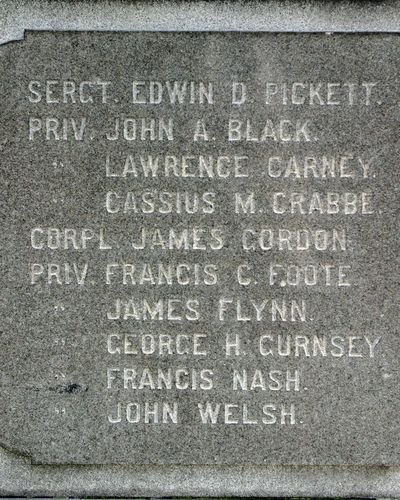 SERGT. EDWIN D. PICKETT.
PRIV. JOHN A. BLACK.
" LAWRENCE CARNEY.
" CASSIUS M. CRABBE.
CORPL. JAMES GORDON.
PRIV. FRANCIS C. FOOTE
" JAMES FLYNN.
" GEORGE H. GURNSEY
" FRANCIS NASH.
" JOHN WELSH.